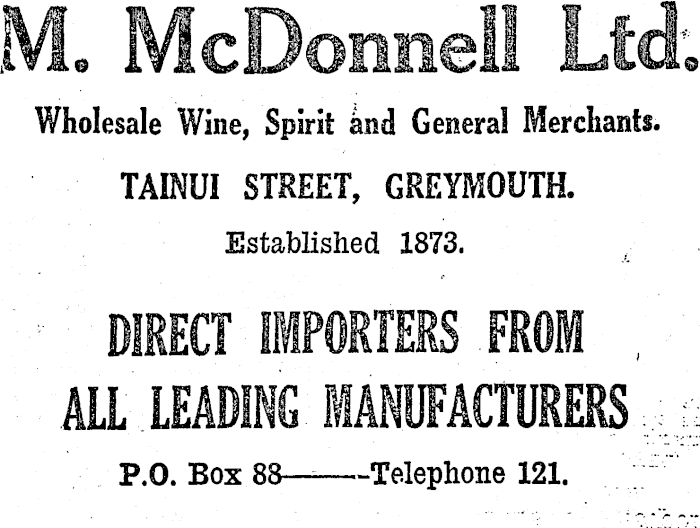 M. McDonnell Ltd.
Wholesale Wine, Spirit and General Merchants.
TAINUI STREET, GREYMOUTH.
Established 1873.
DIRECT IMPORTERS FROM
ALL LEADING MANUFACTURERS
P.O. Box 88———-Telephone 121.